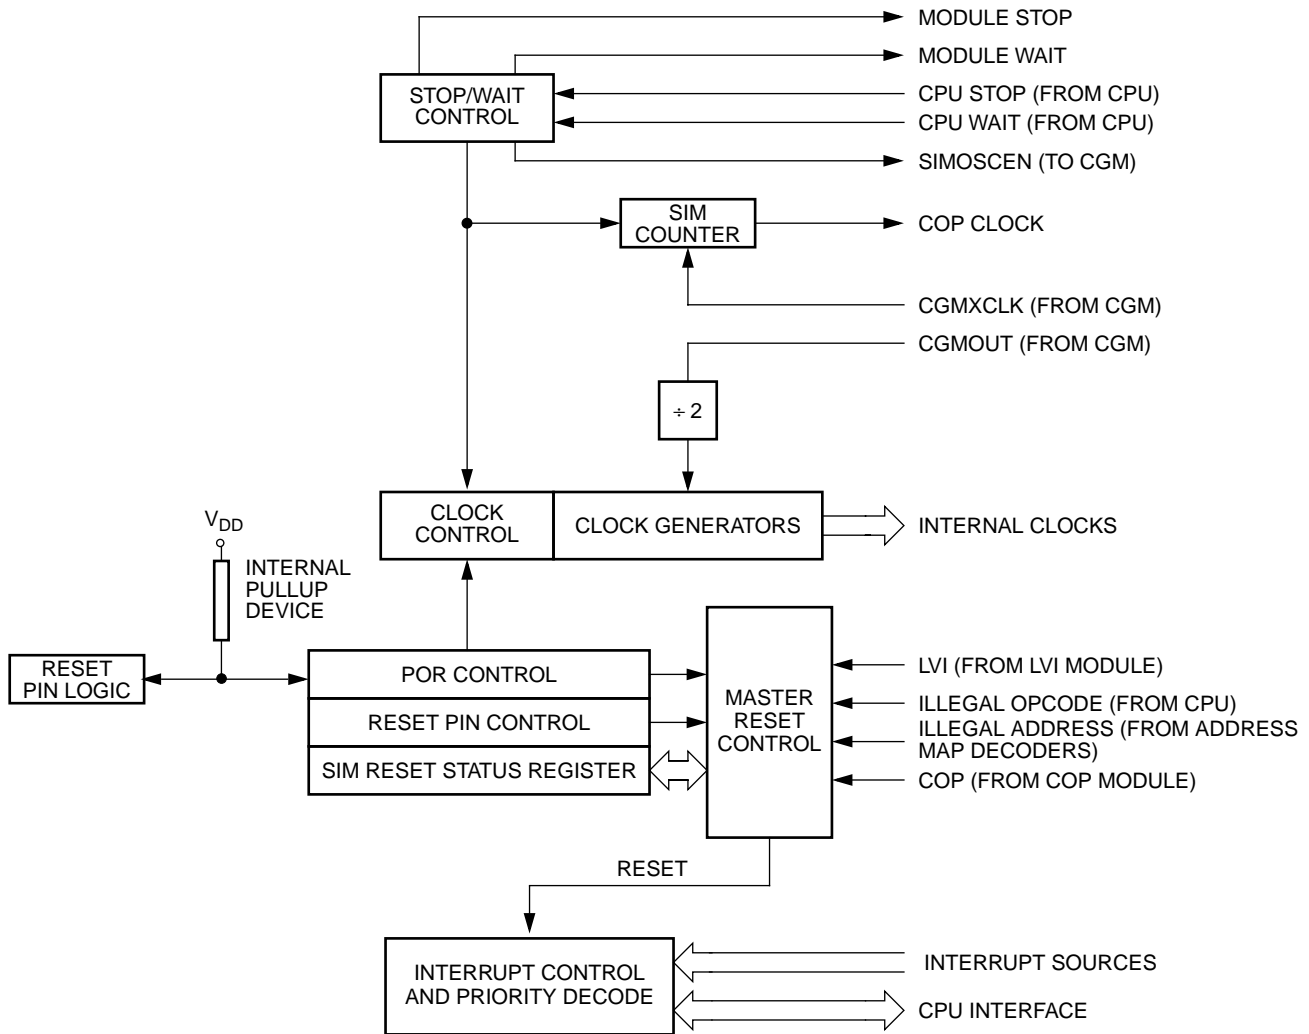 MODULE STOP
MODULE WAIT
STOP/WAIT
CONTROL
CPU STOP (FROM CPU)
CPU WAIT (FROM CPU)
SIMOSCEN (TO CGM)
SIM
COUNTER
COP CLOCK
CGMXCLK (FROM CGM)
CGMOUT (FROM CGM)
÷ 2
CLOCK
CONTROL
CLOCK GENERATORS
INTERNAL CLOCKS
VDD
INTERNAL
PULLUP
DEVICE
RESET
PIN LOGIC
POR CONTROL
RESET PIN CONTROL
SIM RESET STATUS REGISTER
MASTER
RESET
CONTROL
LVI (FROM LVI MODULE)
ILLEGAL OPCODE (FROM CPU)
ILLEGAL ADDRESS (FROM ADDRESS
MAP DECODERS)
COP (FROM COP MODULE)
RESET
INTERRUPT CONTROL
AND PRIORITY DECODE
INTERRUPT SOURCES
CPU INTERFACE